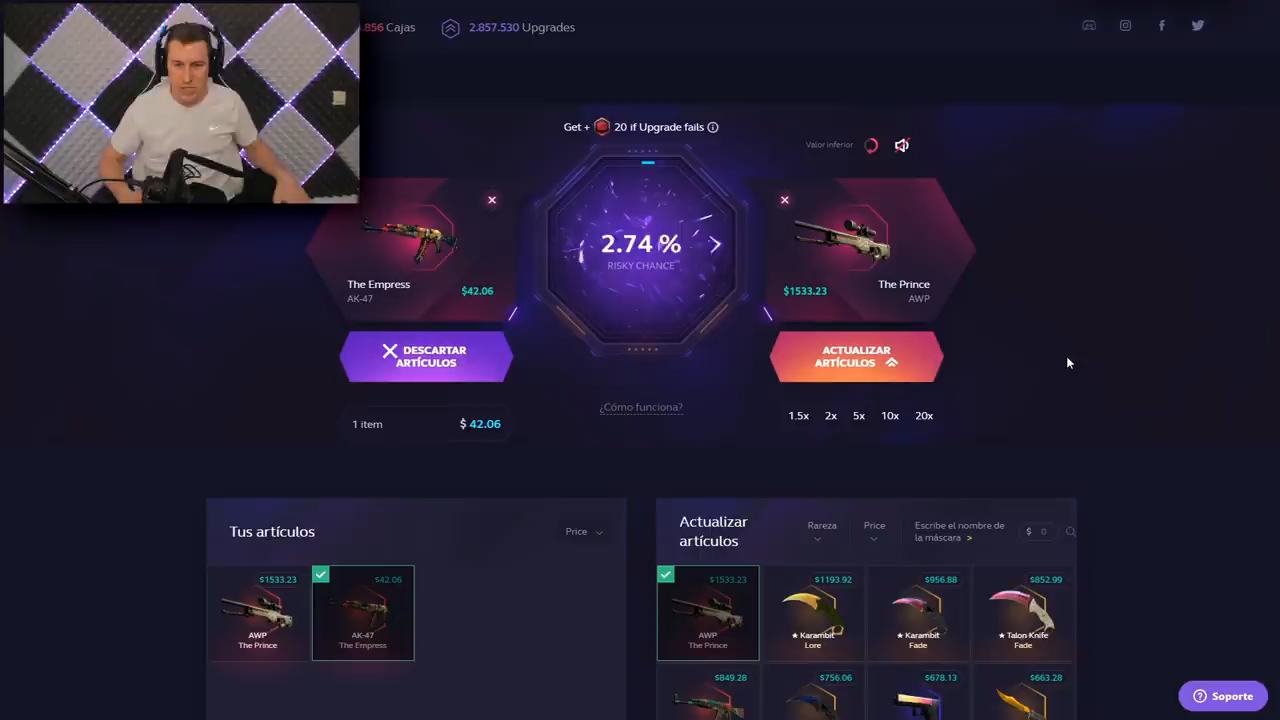 .856 Cajas
2.857.530 Upgrades
Get + 20 if Upgrade fails
Valor inferior
2.74 %
RISKY CHANCE
The Empress
AK-47
$42.06
$1533.23
The Prince
AWP
DESCARTAR
ARTÍCULOS
ACTUALIZAR
ARTÍCULOS
¿Cómo funciona?
1 item
$ 42.06
1.5x 2x 5x 10x 20x
Tus artículos
Price
Actualizar
artículos
Rareza
Price
Escribe el nombre de
la máscara >
$ 0
$1533.23
AWP
The Prince
$42.06
AK-47
The Empress
$1533.23
AWP
The Prince
$1193.92
★ Karambit
Lore
$956.88
★ Karambit
Fade
$852.99
★ Talon Knife
Fade
$849.28
$756.06
$678.13
$663.28
Soporte